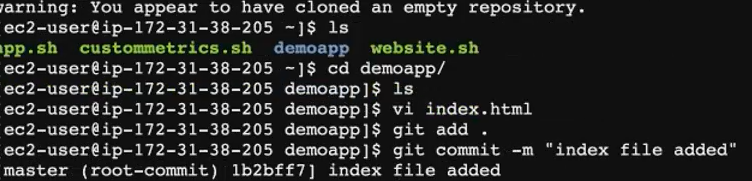 warning: You appear to have cloned an empty repository.
[ec2-user@ip-172-31-38-205 ~]$ ls
app.sh custommetrics.sh demoapp website.sh
[ec2-user@ip-172-31-38-205 ~]$ cd demoapp/
[ec2-user@ip-172-31-38-205 demoapp]$ ls
[ec2-user@ip-172-31-38-205 demoapp]$ vi index.html
[ec2-user@ip-172-31-38-205 demoapp]$ git add .
[ec2-user@ip-172-31-38-205 demoapp]$ git commit -m "index file added"
[master (root-commit) 1b2bff7] index file added